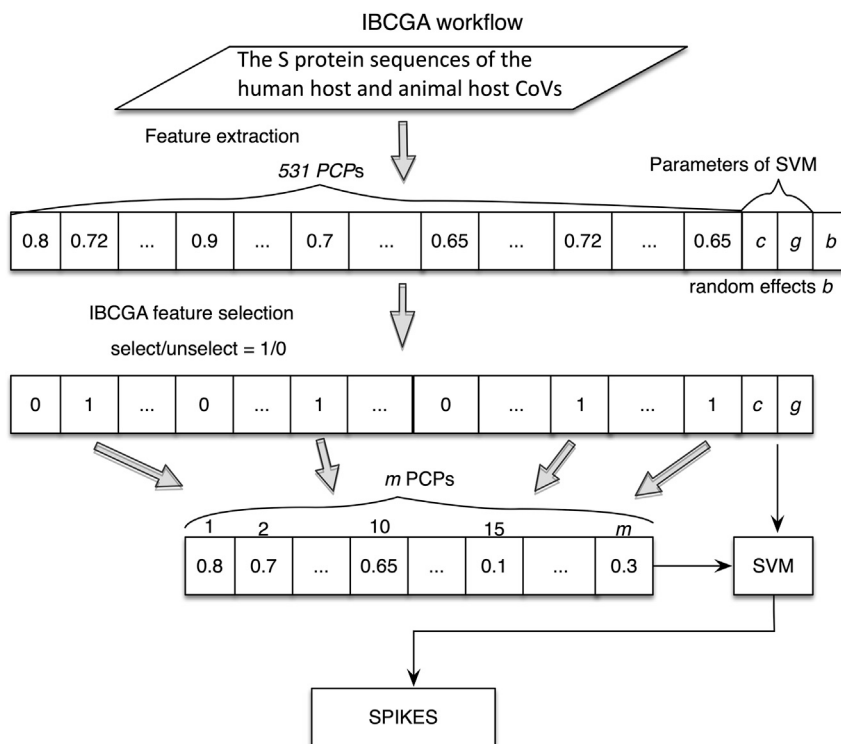 IBCGA workflow
The S protein sequences of the
human host and animal host CoVs
Feature extraction
531 PCPs
Parameters of SVM
0.8 0.72 ... 0.9 ... 0.7 ... 0.65 ... 0.72 ... 0.65 c g b
random effects b
IBCGA feature selection
select/unselect = 1/0
0 1 ... 0 ... 1 ... 0 ... 1 ... 1 c g
m PCPs
1 2 10 15 m
0.8 0.7 ... 0.65 ... 0.1 ... 0.3
SVM
SPIKES